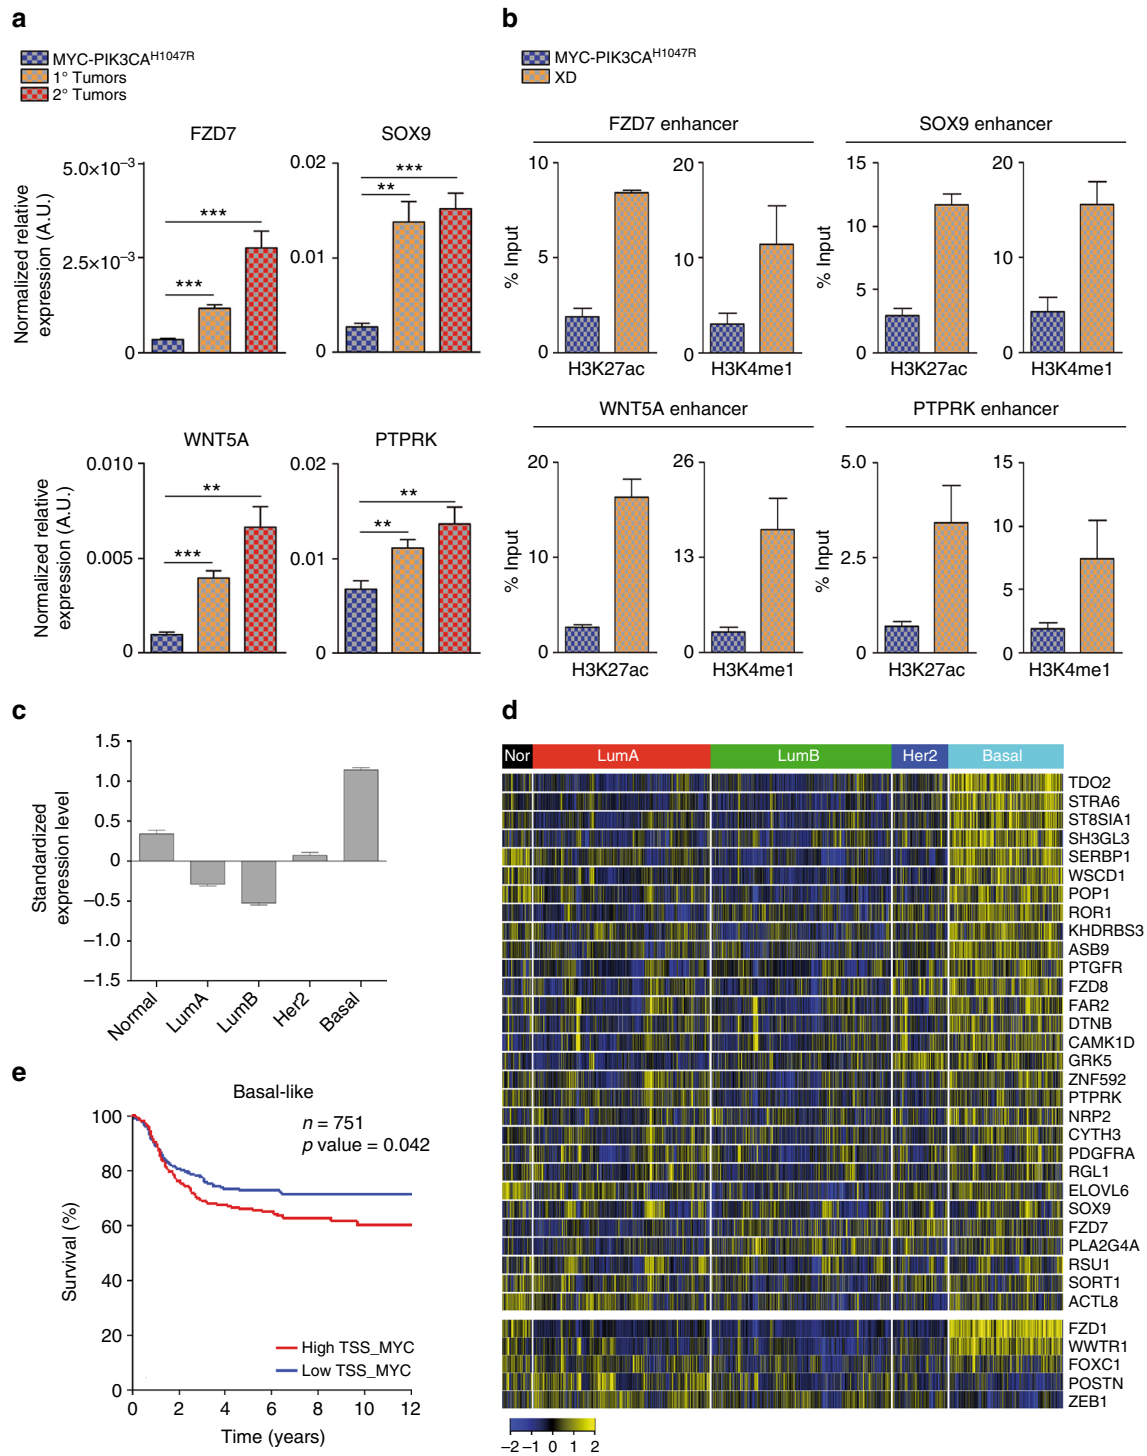 a
MYC-PIK3CA^H1047R
1° Tumors
2° Tumors
FZD7
SOX9
Normalized relative
expression (A.U.)
5.0×10⁻³
2.5×10⁻³
0
***
***
0.02
0.01
0
***
**
WNT5A
PTPRK
Normalized relative
expression (A.U.)
0.010
0.005
0
**
***
0.02
0.01
0
**
**
b
MYC-PIK3CA^H1047R
XD
FZD7 enhancer
SOX9 enhancer
% Input
10
5
0
H3K27ac
20
10
0
H3K4me1
% Input
15
10
5
0
H3K27ac
20
10
0
H3K4me1
WNT5A enhancer
PTPRK enhancer
% Input
20
10
0
H3K27ac
26
13
0
H3K4me1
% Input
5.0
2.5
0
H3K27ac
15
10
5
0
H3K4me1
c
Standardized
expression level
1.5
1.0
0.5
0
−0.5
−1.0
−1.5
Normal
LumA
LumB
Her2
Basal
d
Nor LumA LumB Her2 Basal
TDO2
STRA6
ST8SIA1
SH3GL3
SERBP1
WSCD1
POP1
ROR1
KHDRBS3
ASB9
PTGFR
FZD8
FAR2
DTNB
CAMK1D
GRK5
ZNF592
PTPRK
NRP2
CYTH3
PDGFRA
RGL1
ELOVL6
SOX9
FZD7
PLA2G4A
RSU1
SORT1
ACTL8
FZD1
WWTR1
FOXC1
POSTN
ZEB1
−2 −1 0 1 2
e
Basal-like
n = 751
p value = 0.042
Survival (%)
100
80
60
40
20
0
High TSS_MYC
Low TSS_MYC
0 2 4 6 8 10 12
Time (years)